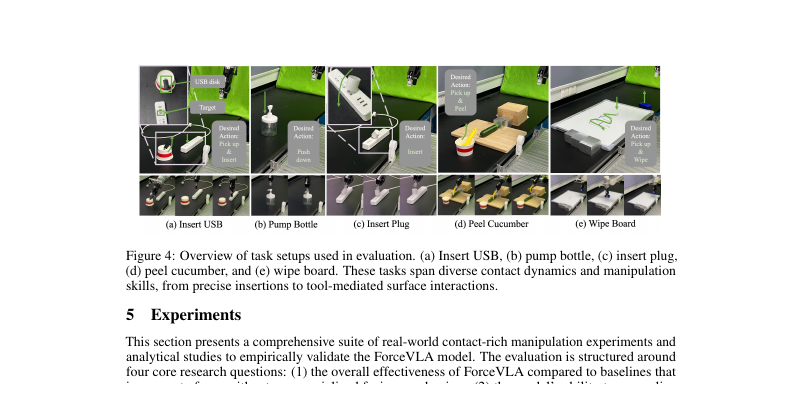 USB disk
Target
Desired
Action:
Pick up
&
Insert
Desired
Action:
Push
down
Desired
Action:
Insert
Desired
Action:
Pick up
&
Peel
Desired
Action:
Pick up
&
Wipe
(a) Insert USB
(b) Pump Bottle
(c) Insert Plug
(d) Peel Cucumber
(e) Wipe Board
Figure 4: Overview of task setups used in evaluation. (a) Insert USB, (b) pump bottle, (c) insert plug,
(d) peel cucumber, and (e) wipe board. These tasks span diverse contact dynamics and manipulation
skills, from precise insertions to tool-mediated surface interactions.
5 Experiments
This section presents a comprehensive suite of real-world contact-rich manipulation experiments and
analytical studies to empirically validate the ForceVLA model. The evaluation is structured around
four core research questions: (1) the overall effectiveness of ForceVLA compared to baselines that